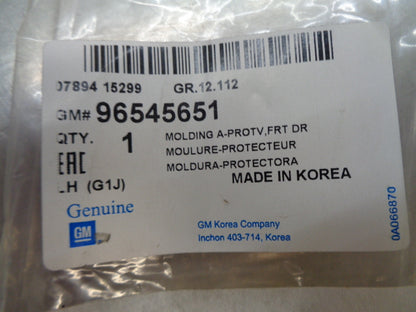 07894 15299 GR.12.112
GM# 96545651
QTY. 1 MOLDING A-PROTV,FRT DR
MOULURE-PROTECTEUR
EAC MOLDURA-PROTECTORA
LH (G1J) MADE IN KOREA
Genuine
GM
GM Korea Company
Inchon 403-714, Korea
0A066870